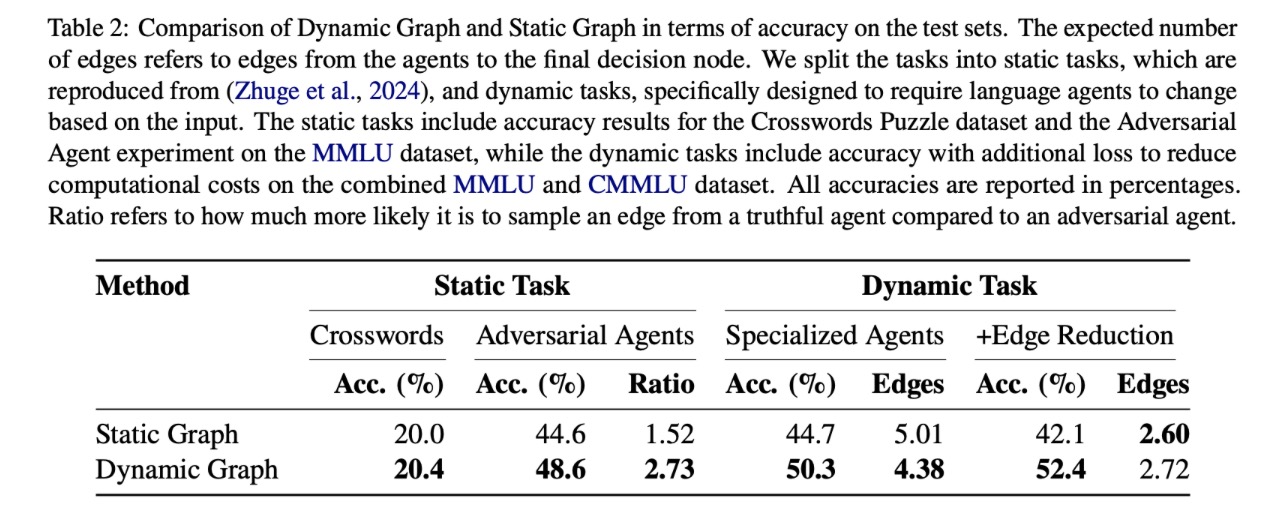 Table 2: Comparison of Dynamic Graph and Static Graph in terms of accuracy on the test sets. The expected number
of edges refers to edges from the agents to the final decision node. We split the tasks into static tasks, which are
reproduced from (Zhuge et al., 2024), and dynamic tasks, specifically designed to require language agents to change
based on the input. The static tasks include accuracy results for the Crosswords Puzzle dataset and the Adversarial
Agent experiment on the MMLU dataset, while the dynamic tasks include accuracy with additional loss to reduce
computational costs on the combined MMLU and CMMLU dataset. All accuracies are reported in percentages.
Ratio refers to how much more likely it is to sample an edge from a truthful agent compared to an adversarial agent.
Method Static Task Dynamic Task
Crosswords Adversarial Agents Specialized Agents +Edge Reduction
Acc. (%) Acc. (%) Ratio Acc. (%) Edges Acc. (%) Edges
Static Graph 20.0 44.6 1.52 44.7 5.01 42.1 2.60
Dynamic Graph 20.4 48.6 2.73 50.3 4.38 52.4 2.72